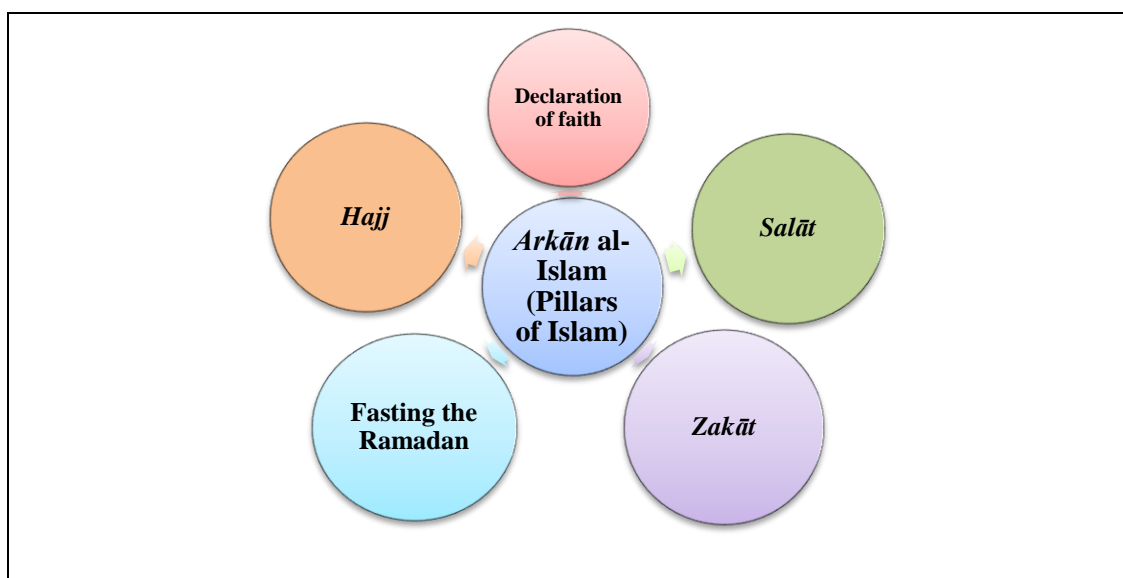 Declaration
of faith
Salāt
Zakāt
Fasting the
Ramadan
Hajj
Arkān al-
Islam
(Pillars
of Islam)